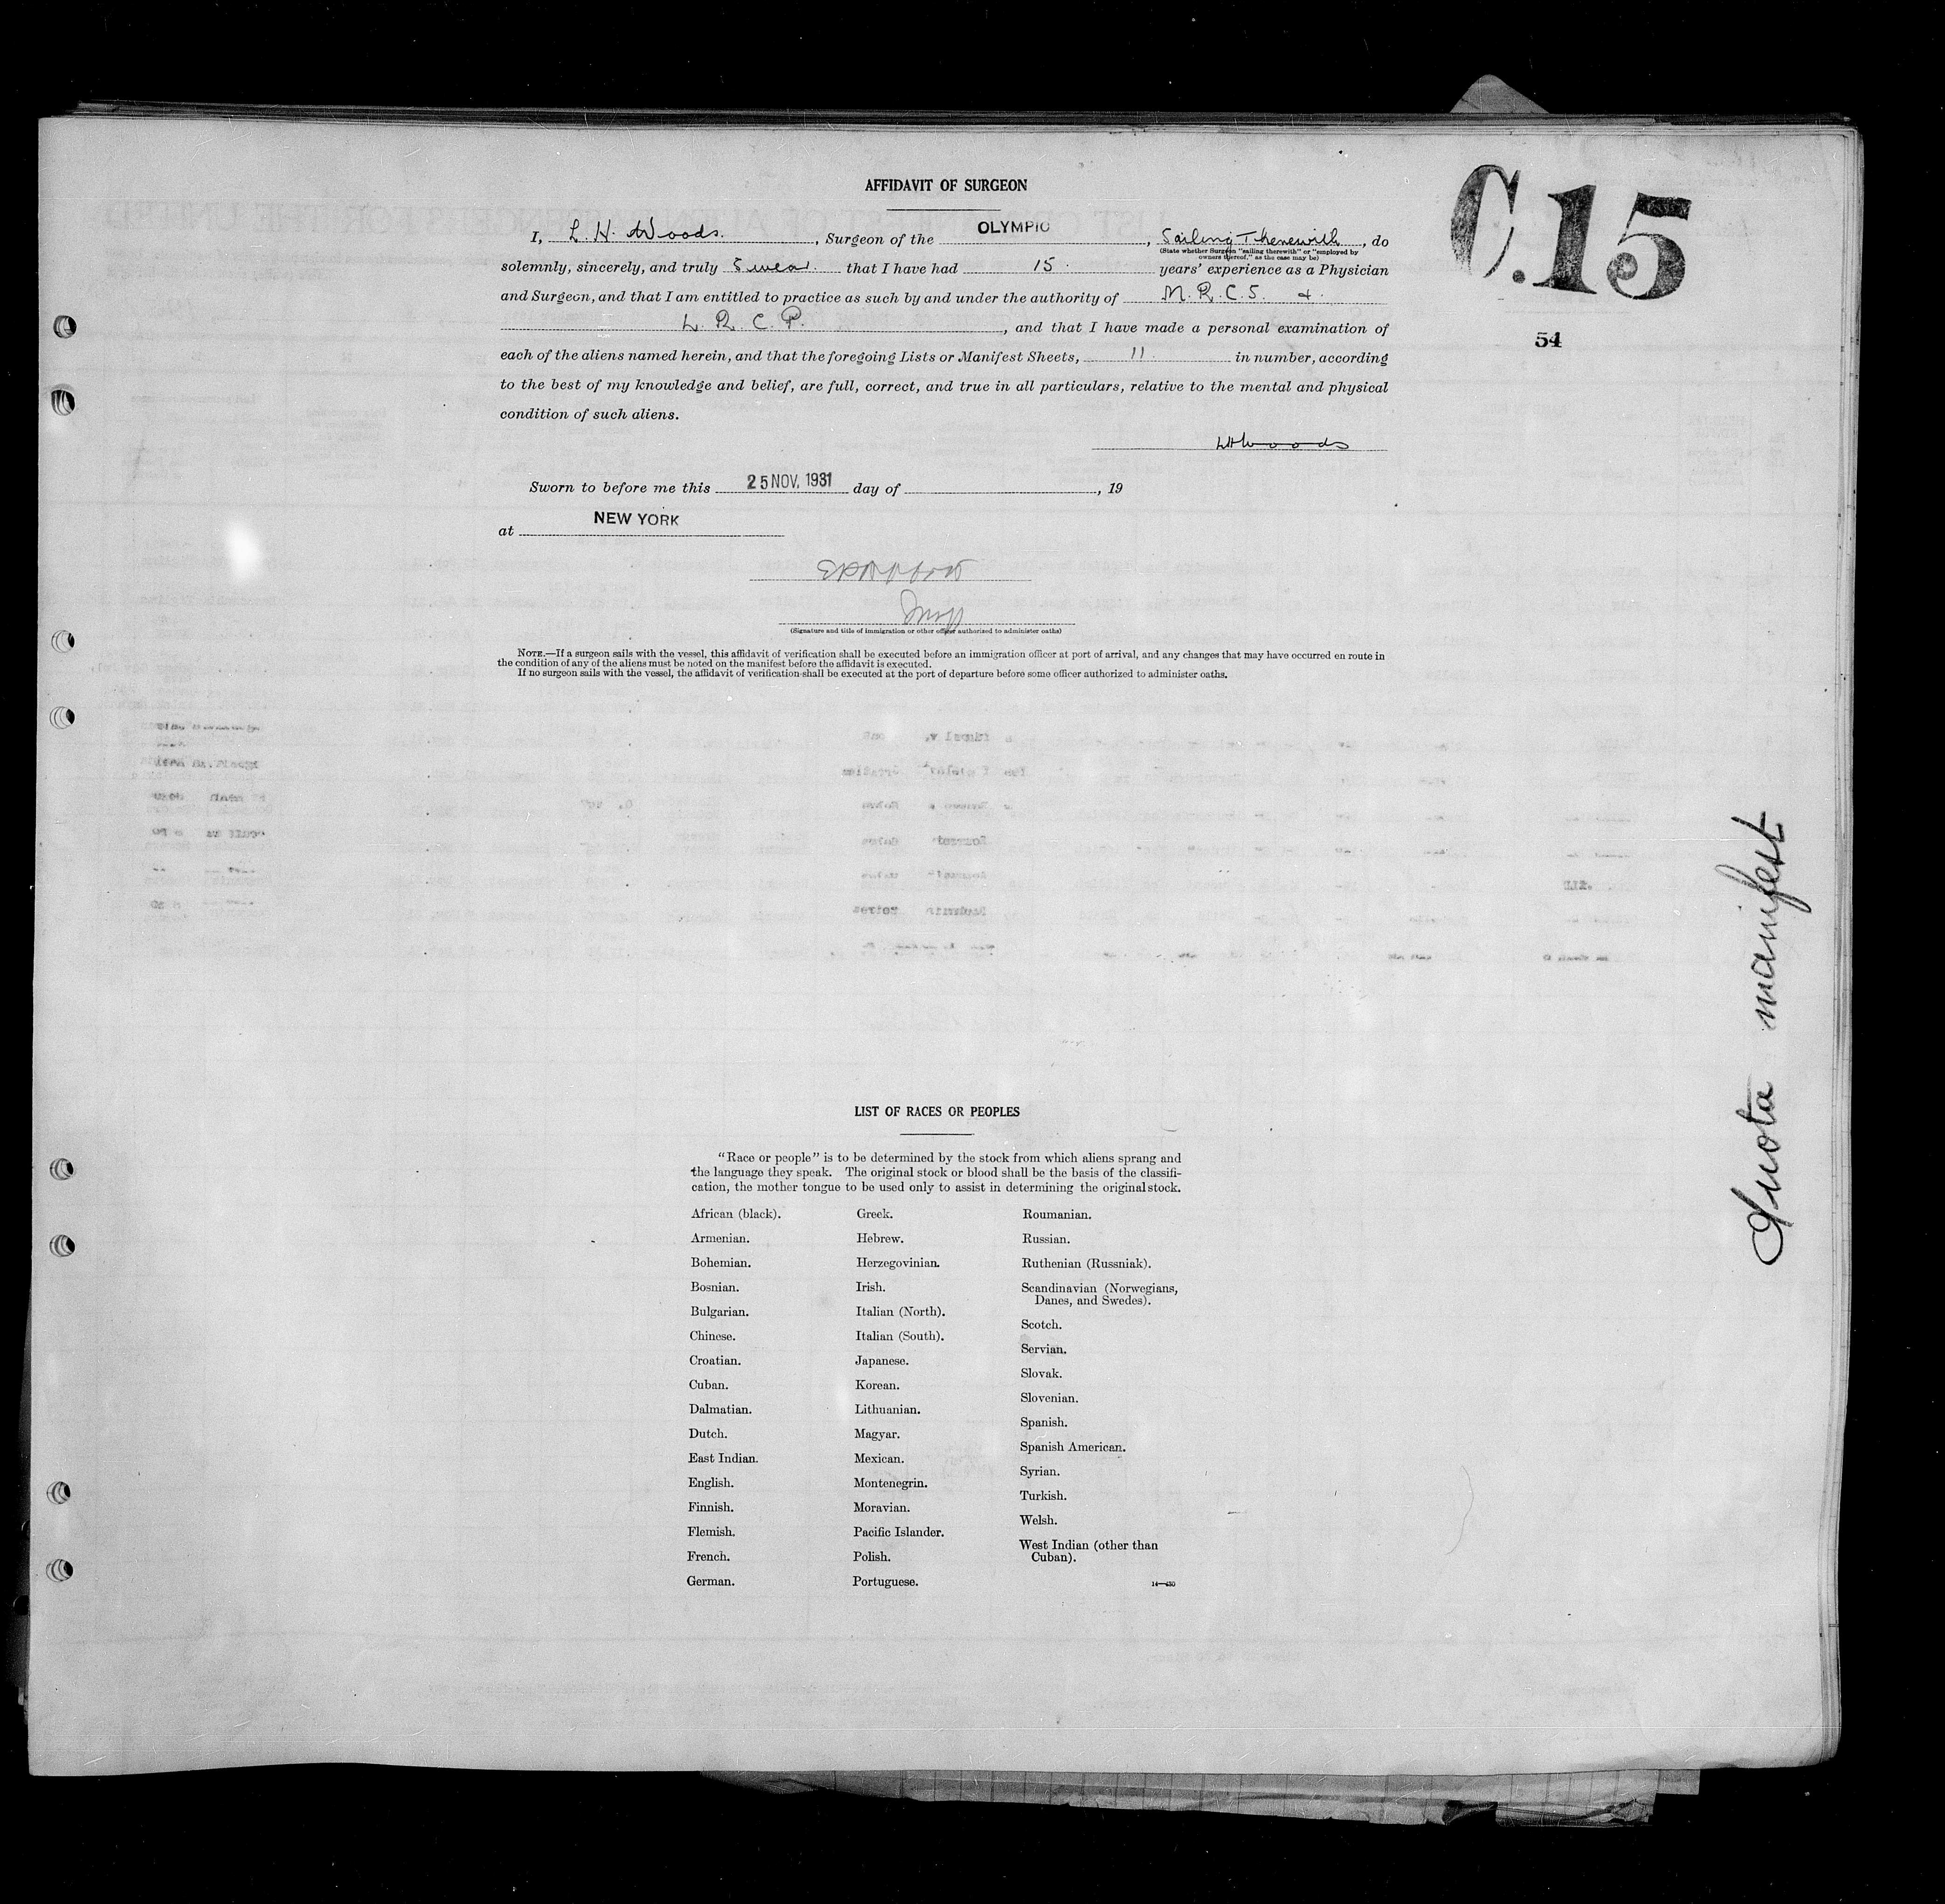 AFFIDAVIT OF SURGEON
C.15
54
I, L. H. Woods., Surgeon of the OLYMPIC, Sailing Therewith, do
(State whether Surgeon "sailing therewith" or "employed by
owners thereof," as the case may be)
solemnly, sincerely, and truly Swear. that I have had 15. years' experience as a Physician
and Surgeon, and that I am entitled to practice as such by and under the authority of M. R. C. S. &.
L. R. C. P., and that I have made a personal examination of
each of the aliens named herein, and that the foregoing Lists or Manifest Sheets, 11. in number, according
to the best of my knowledge and belief, are full, correct, and true in all particulars, relative to the mental and physical
condition of such aliens.
LHWoods
Sworn to before me this 25 NOV. 1931 day of , 19
at NEW YORK
(Signature and title of immigration or other officer authorized to administer oaths)
NOTE.—If a surgeon sails with the vessel, this affidavit of verification shall be executed before an immigration officer at port of arrival, and any changes that may have occurred en route in
the condition of any of the aliens must be noted on the manifest before the affidavit is executed.
If no surgeon sails with the vessel, the affidavit of verification shall be executed at the port of departure before some officer authorized to administer oaths.
Quota manifest
LIST OF RACES OR PEOPLES
"Race or people" is to be determined by the stock from which aliens sprang and
the language they speak. The original stock or blood shall be the basis of the classifi-
cation, the mother tongue to be used only to assist in determining the original stock.
African (black).
Armenian.
Bohemian.
Bosnian.
Bulgarian.
Chinese.
Croatian.
Cuban.
Dalmatian.
Dutch.
East Indian.
English.
Finnish.
Flemish.
French.
German.
Greek.
Hebrew.
Herzegovinian.
Irish.
Italian (North).
Italian (South).
Japanese.
Korean.
Lithuanian.
Magyar.
Mexican.
Montenegrin.
Moravian.
Pacific Islander.
Polish.
Portuguese.
Roumanian.
Russian.
Ruthenian (Russniak).
Scandinavian (Norwegians,
Danes, and Swedes).
Scotch.
Servian.
Slovak.
Slovenian.
Spanish.
Spanish American.
Syrian.
Turkish.
Welsh.
West Indian (other than
Cuban).
14—430